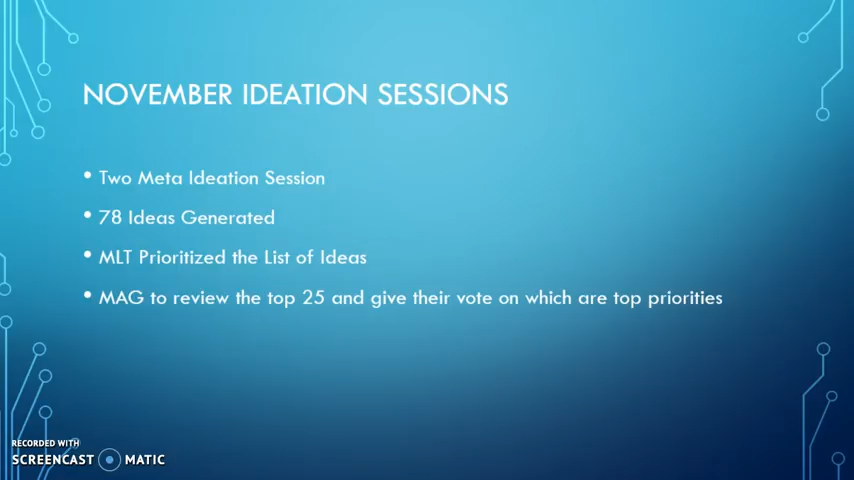 NOVEMBER IDEATION SESSIONS
• Two Meta Ideation Session
• 78 Ideas Generated
• MLT Prioritized the List of Ideas
• MAG to review the top 25 and give their vote on which are top priorities
RECORDED WITH
SCREENCAST MATIC